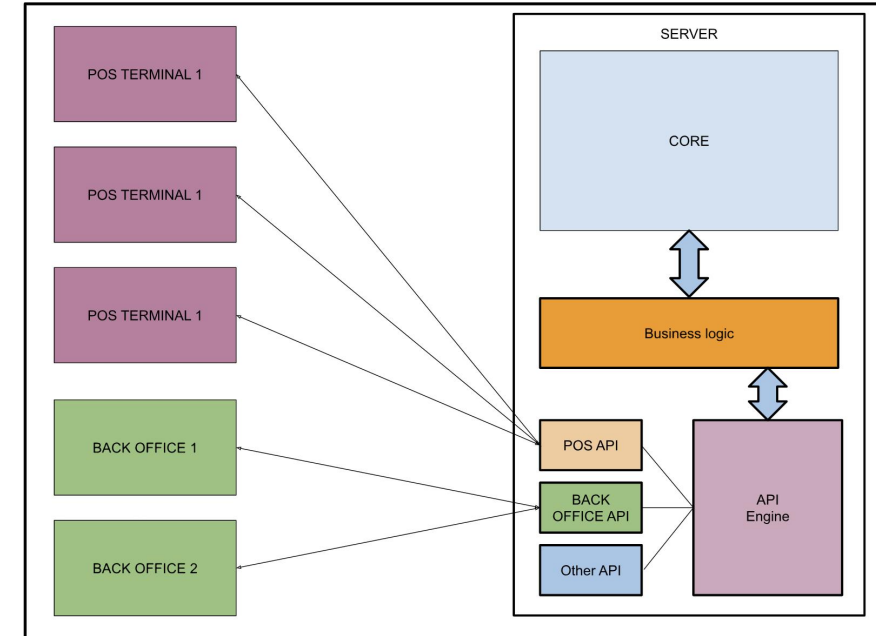 POS TERMINAL 1
POS TERMINAL 1
POS TERMINAL 1
BACK OFFICE 1
BACK OFFICE 2
SERVER
CORE
Business logic
POS API
BACK
OFFICE API
Other API
API
Engine